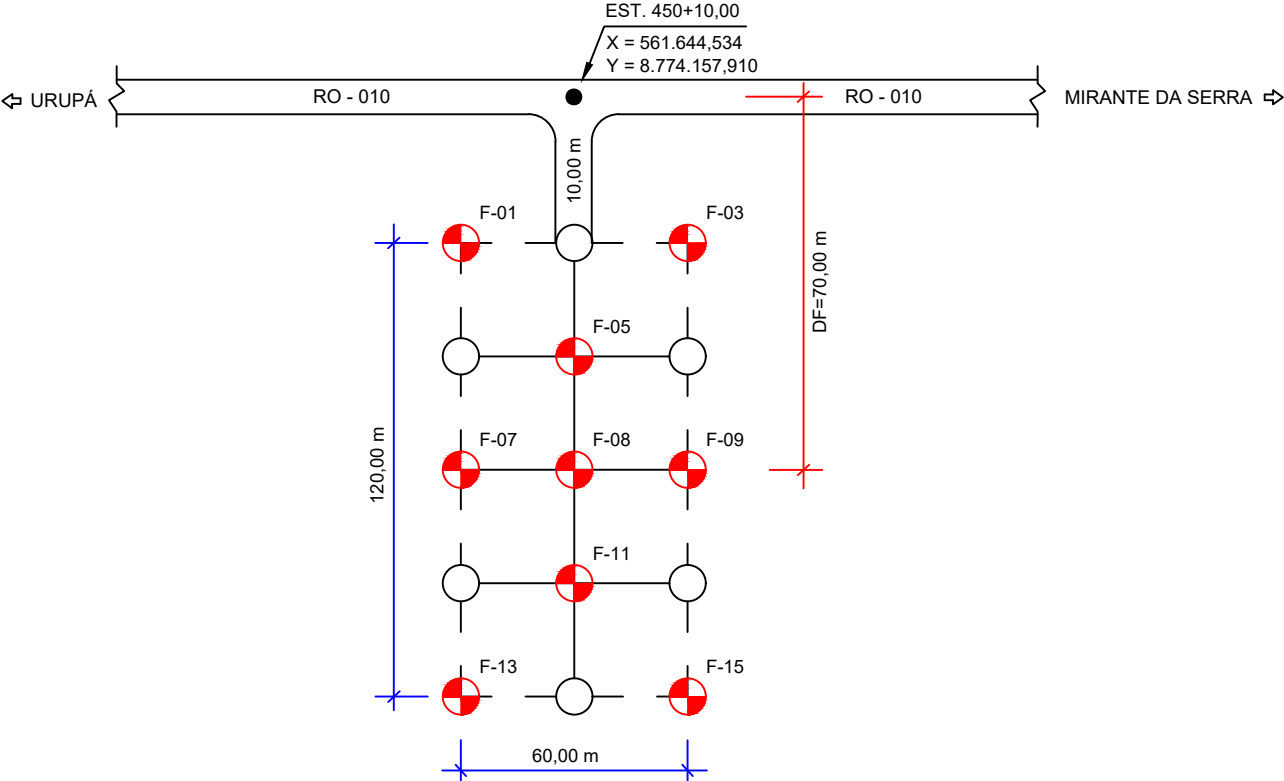 EST. 450+10,00
X = 561.644,534
Y = 8.774.157,910
URUPÁ
RO - 010
RO - 010
MIRANTE DA SERRA
10,00 m
F-01
F-03
DF=70,00 m
F-05
120,00 m
F-07
F-08
F-09
F-11
F-13
F-15
60,00 m